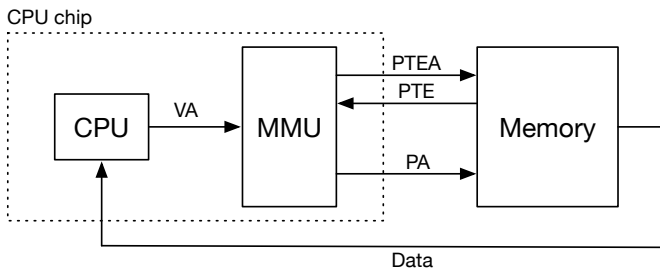 CPU chip
PTEA
PTE
VA
CPU
MMU
Memory
PA
Data